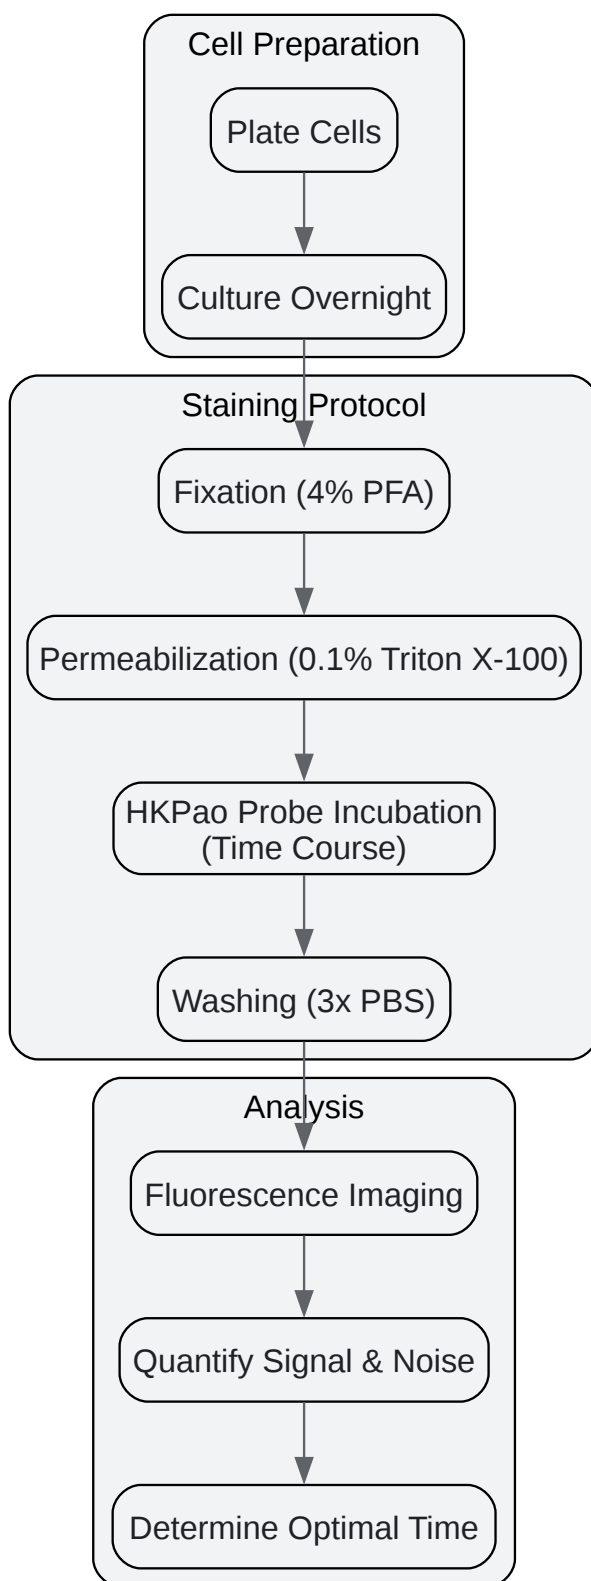 Cell Preparation
Plate Cells
Culture Overnight
Staining Protocol
Fixation (4% PFA)
Permeabilization (0.1% Triton X-100)
HKPao Probe Incubation
(Time Course)
Washing (3x PBS)
Analysis
Fluorescence Imaging
Quantify Signal & Noise
Determine Optimal Time